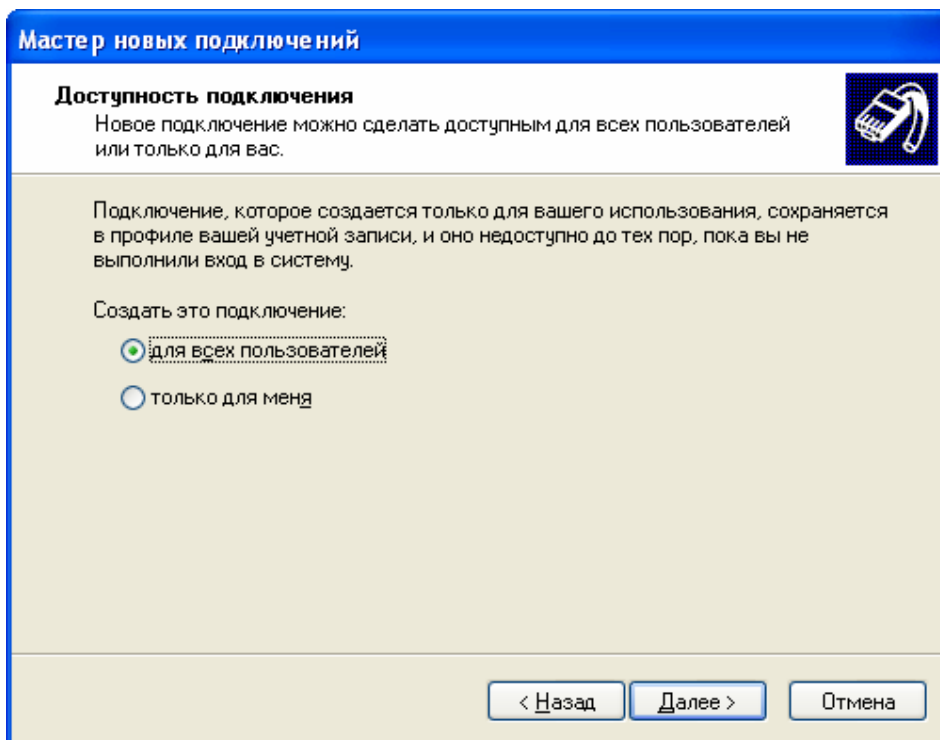 Мастер новых подключений
Доступность подключения
Новое подключение можно сделать доступным для всех пользователей
или только для вас.
Подключение, которое создается только для вашего использования, сохраняется
в профиле вашей учетной записи, и оно недоступно до тех пор, пока вы не
выполнили вход в систему.
Создать это подключение:
для всех пользователей
только для меня
< Назад
Далее >
Отмена